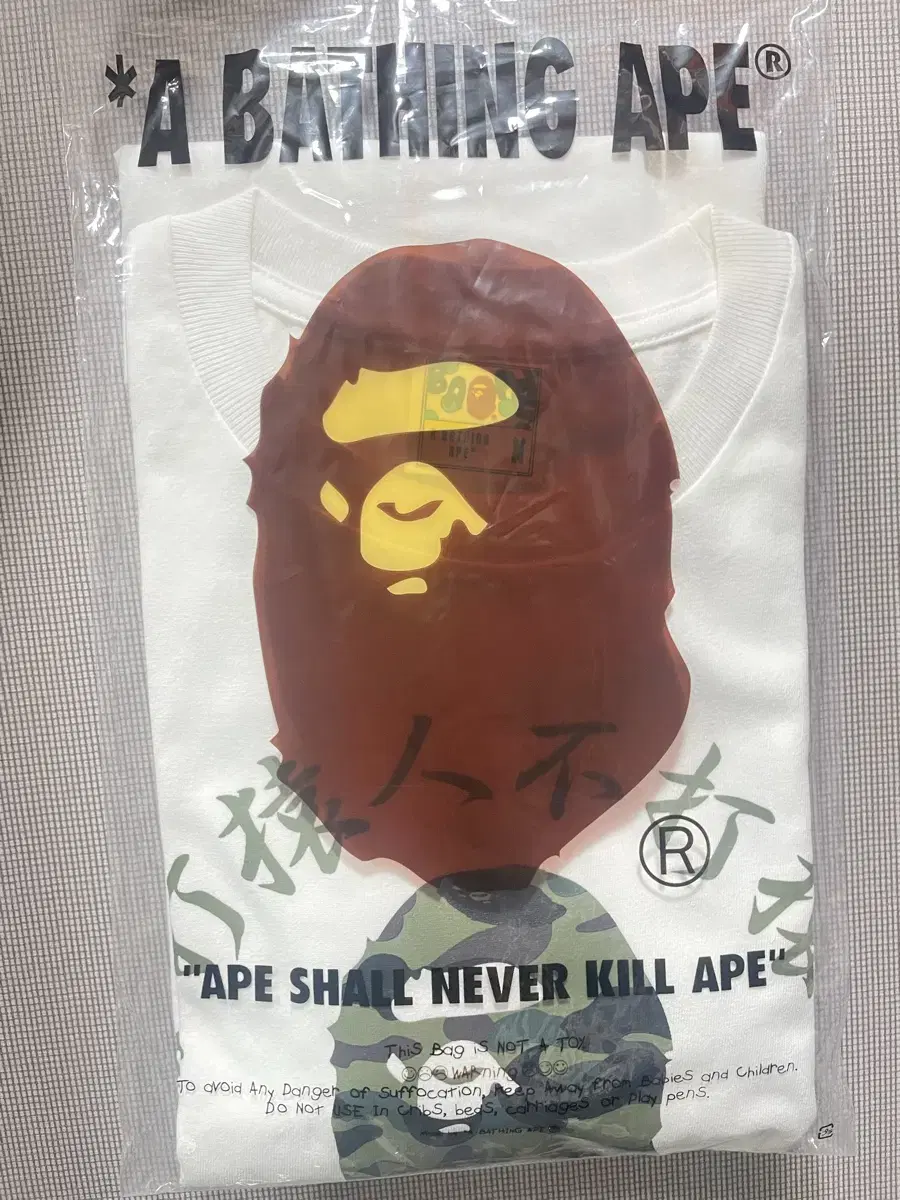 *A BATHING APE®
A BATHING
APE®
猿人不打
®
"APE SHALL NEVER KILL APE"
This Bag iS NOT A TOY
WARning
To avoid Any Danger of Suffocation, Keep Away from Babies and Children.
Do Not USE In CribS, beds, carriages or Play pens.